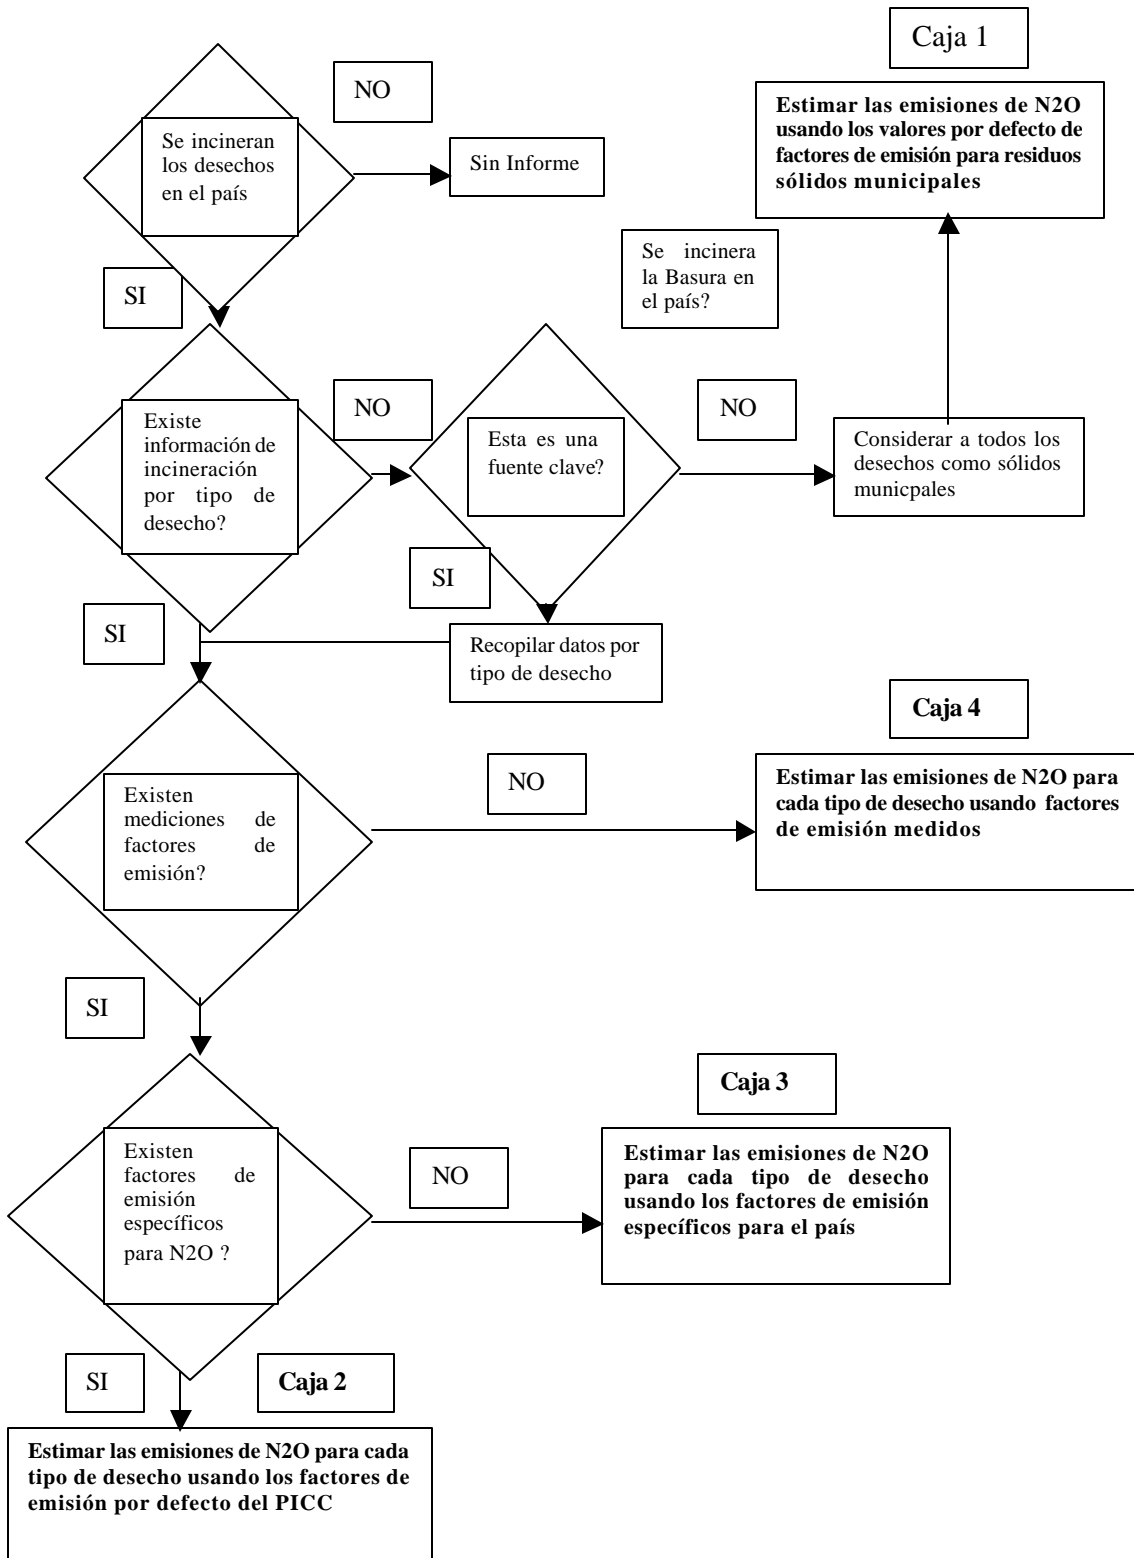 Caja 1
NO
Se incineran
los desechos
en el país
Sin Informe
Estimar las emisiones de N2O
usando los valores por defecto de
factores de emisión para residuos
sólidos municipales
Se incinera
la Basura en
el país?
SI
NO
NO
Existe
información de
incineración
por tipo de
desecho?
Esta es una
fuente clave?
Considerar a todos los
desechos como sólidos
municpales
SI
SI
Recopilar datos por
tipo de desecho
Caja 4
NO
Existen
mediciones de
factores de
emisión?
Estimar las emisiones de N2O para
cada tipo de desecho usando factores
de emisión medidos
SI
Caja 3
Existen
factores de
emisión
específicos
para N2O ?
NO
Estimar las emisiones de N2O
para cada tipo de desecho
usando los factores de emisión
específicos para el país
SI
Caja 2
Estimar las emisiones de N2O para cada
tipo de desecho usando los factores de
emisión por defecto del PICC